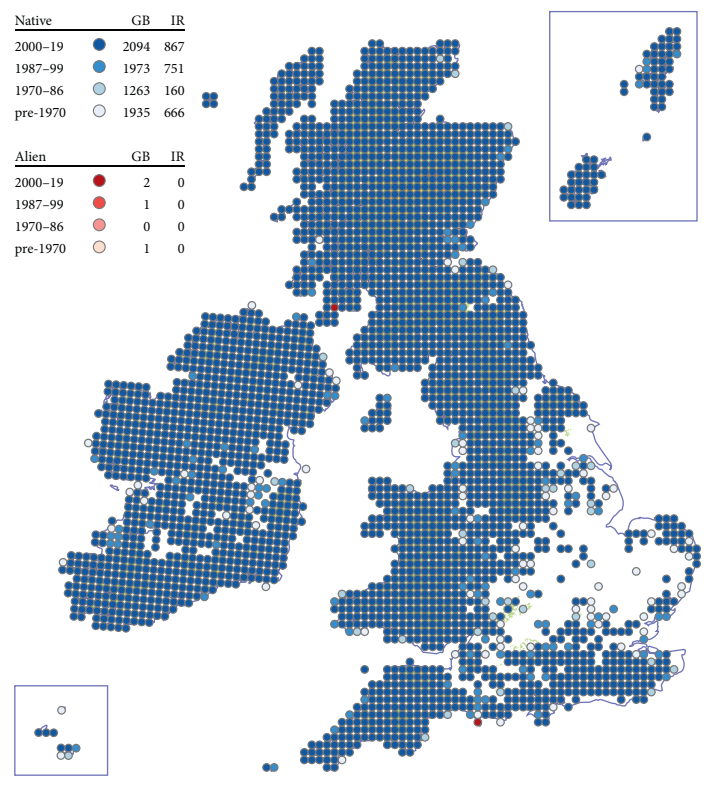 Native GB IR
2000–19 2094 867
1987–99 1973 751
1970–86 1263 160
pre-1970 1935 666
Alien GB IR
2000–19 2 0
1987–99 1 0
1970–86 0 0
pre-1970 1 0